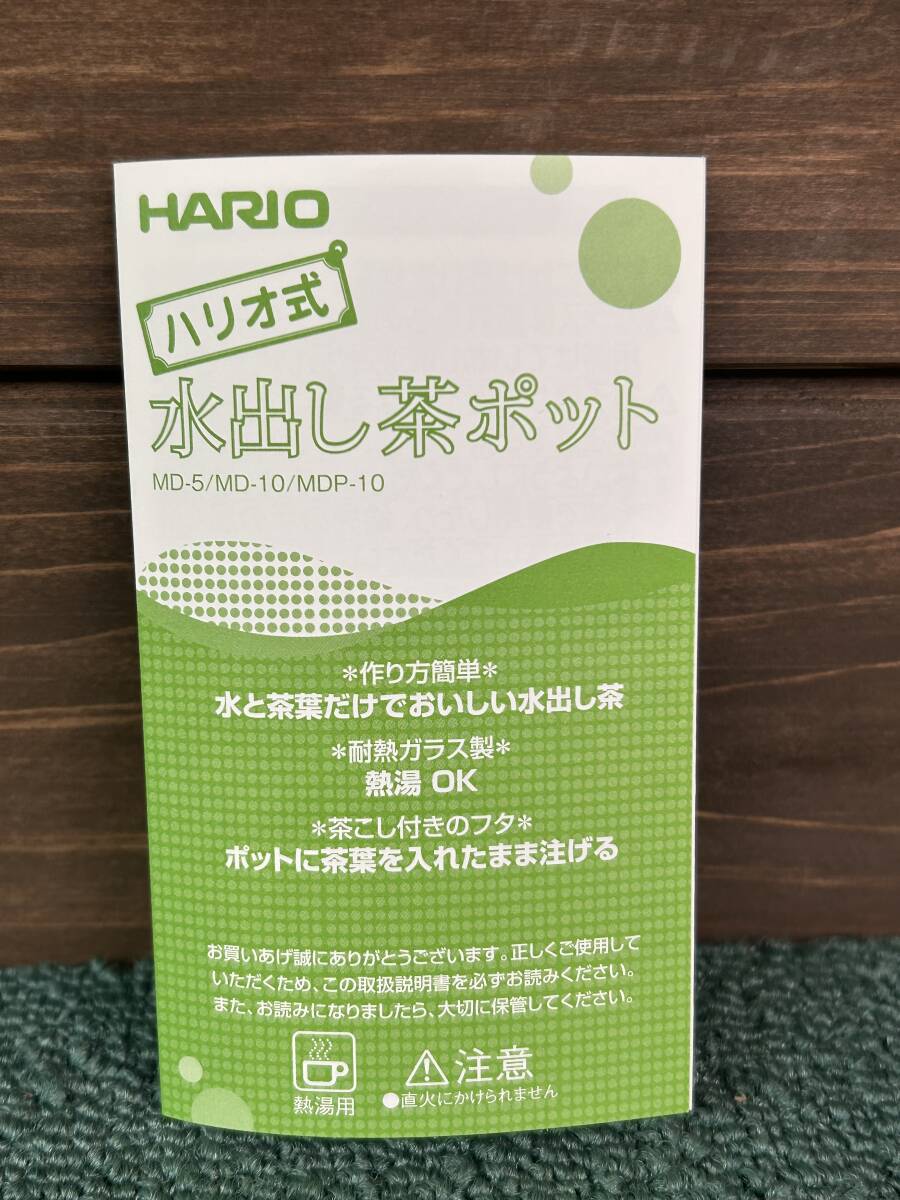 HARIO
ハリオ式
水出し茶ポット
MD-5/MD-10/MDP-10
*作り方簡単*
水と茶葉だけでおいしい水出し茶
*耐熱ガラス製*
熱湯 OK
*茶こし付きのフタ*
ポットに茶葉を入れたまま注げる
お買いあげ誠にありがとうございます。正しくご使用して
いただくため、この取扱説明書を必ずお読みください。
また、お読みになりましたら、大切に保管してください。
熱湯用
注意
●直火にかけられません